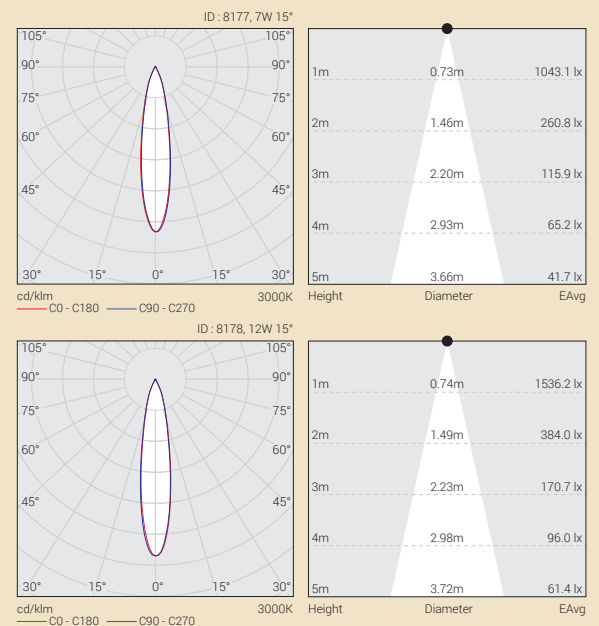 ID : 8177, 7W 15°
105° 105°
90° 90°
75° 75°
60° 60°
45° 45°
30° 15° 0° 15° 30°
cd/klm 3000K
C0 - C180 C90 - C270
1m 0.73m 1043.1 lx
2m 1.46m 260.8 lx
3m 2.20m 115.9 lx
4m 2.93m 65.2 lx
5m 3.66m 41.7 lx
Height Diameter EAvg
ID : 8178, 12W 15°
105° 105°
90° 90°
75° 75°
60° 60°
45° 45°
30° 15° 0° 15° 30°
cd/klm 3000K
C0 - C180 C90 - C270
1m 0.74m 1536.2 lx
2m 1.49m 384.0 lx
3m 2.23m 170.7 lx
4m 2.98m 96.0 lx
5m 3.72m 61.4 lx
Height Diameter EAvg